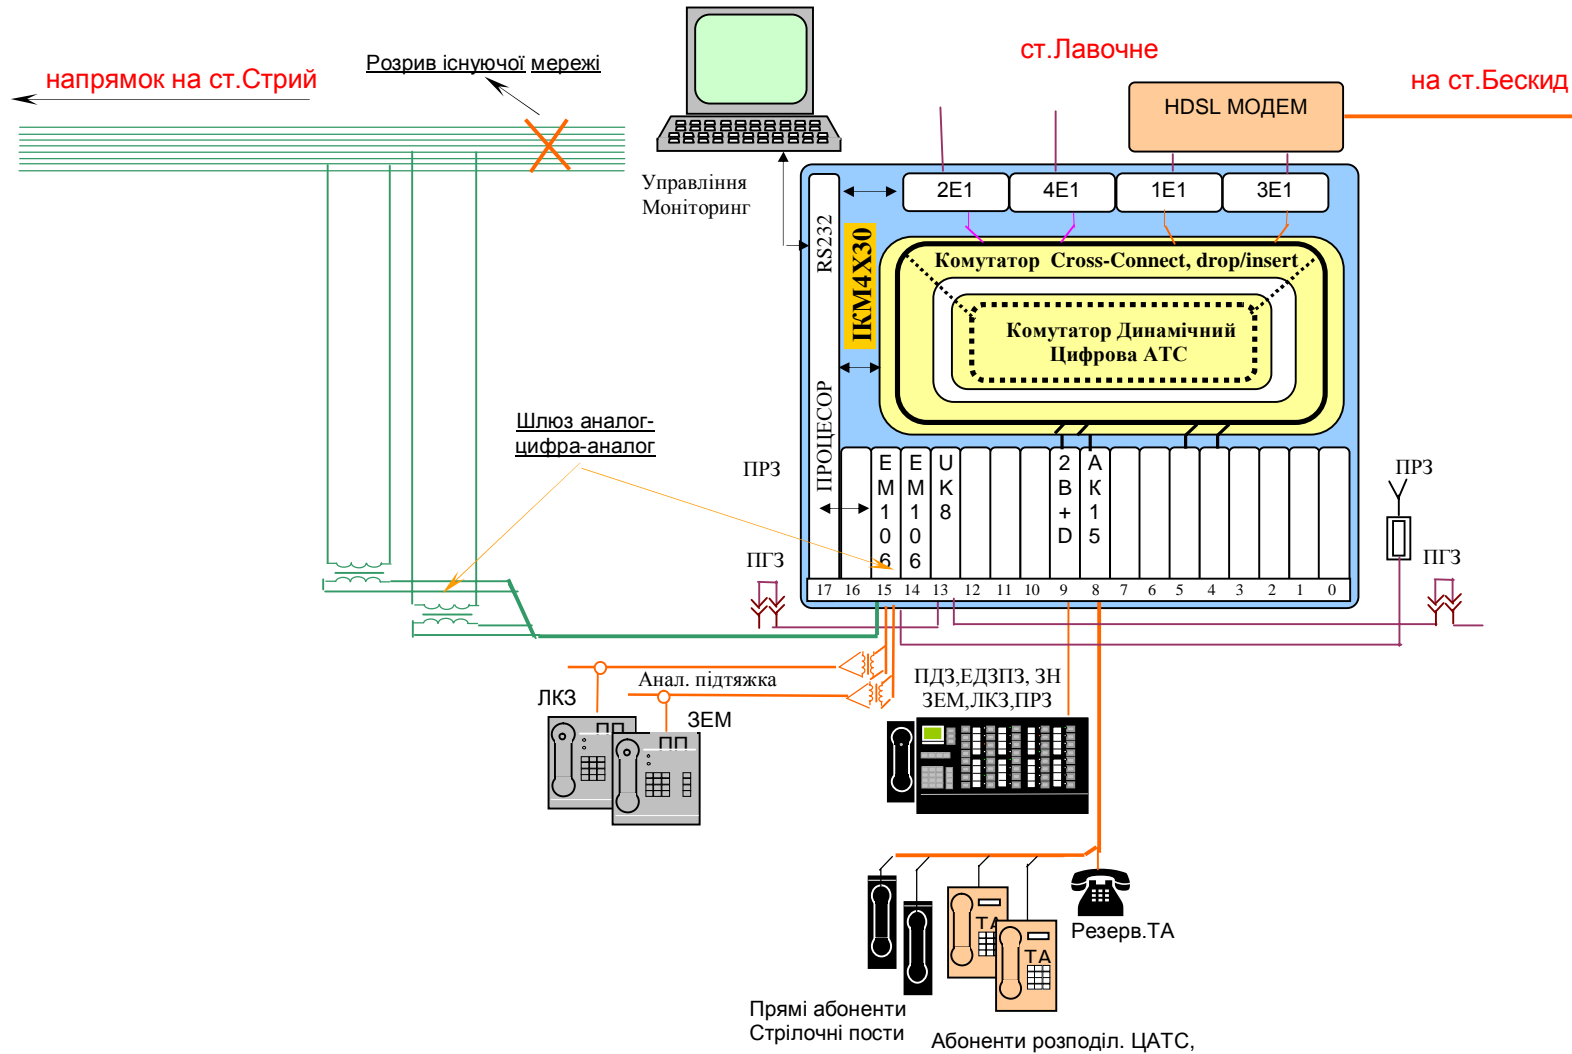 ст.Лавочне
Розрив існуючої мережі
напрямок на ст.Стрий
на ст.Бескид
HDSL МОДЕМ
Управління
Моніторинг
2E1
4E1
1E1
3E1
RS232
ІКМ4Х30
ПРОЦЕСОР
Комутатор Cross-Connect, drop/insert
Комутатор Динамічний
Цифрова АТС
Шлюз аналог-
цифра-аналог
ПРЗ
ПРЗ
EM106
EM106
UK8
2B+D
АК15
ПГЗ
ПГЗ
17 16 15 14 13 12 11 10 9 8 7 6 5 4 3 2 1 0
Анал. підтяжка
ЛКЗ
ЗЕМ
ПДЗ,ЕДЗПЗ, ЗН
ЗЕМ,ЛКЗ,ПРЗ
ТА
ТА
Резерв.ТА
Прямі абоненти
Стрілочні пости
Абоненти розподіл. ЦАТС,